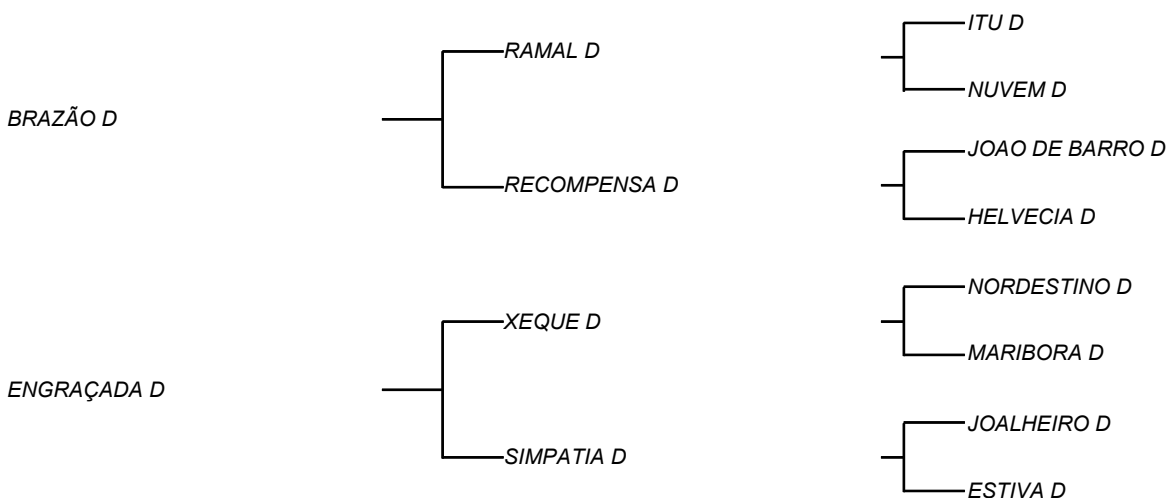 ITU D
RAMAL D
NUVEM D
BRAZÃO D
JOAO DE BARRO D
RECOMPENSA D
HELVECIA D
NORDESTINO D
XEQUE D
MARIBORA D
ENGRAÇADA D
JOALHEIRO D
SIMPATIA D
ESTIVA D